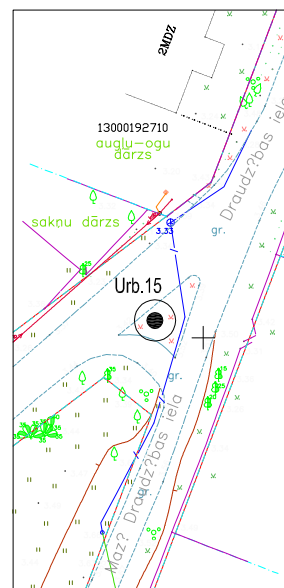 2MDZ
13000192710
augļu–ogu
dārzs
Draudz?bas iela
sakņu dārzs
3.33
gr.
Urb.15
gr.
Maz? Draudz?bas iela